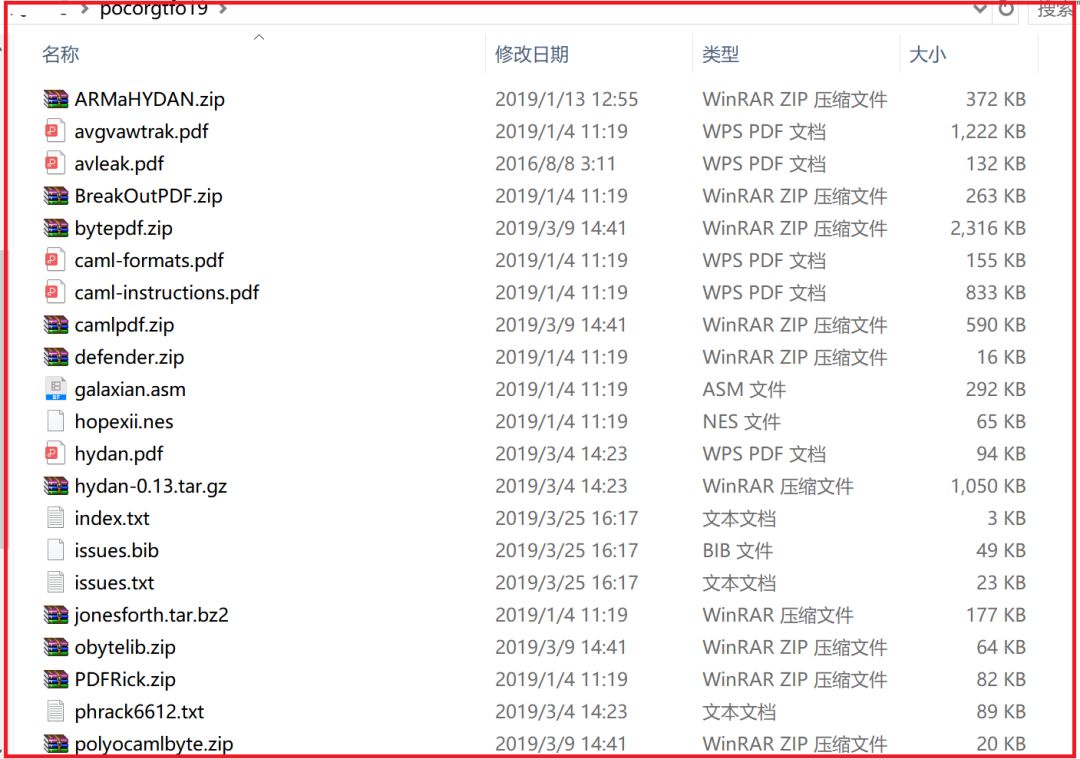 pocorgtfo19
搜索
名称 修改日期 类型 大小
ARMaHYDAN.zip 2019/1/13 12:55 WinRAR ZIP 压缩文件 372 KB
avgvawtrak.pdf 2019/1/4 11:19 WPS PDF 文档 1,222 KB
avleak.pdf 2016/8/8 3:11 WPS PDF 文档 132 KB
BreakOutPDF.zip 2019/1/4 11:19 WinRAR ZIP 压缩文件 263 KB
bytepdf.zip 2019/3/9 14:41 WinRAR ZIP 压缩文件 2,316 KB
caml-formats.pdf 2019/1/4 11:19 WPS PDF 文档 155 KB
caml-instructions.pdf 2019/1/4 11:19 WPS PDF 文档 833 KB
camlpdf.zip 2019/3/9 14:41 WinRAR ZIP 压缩文件 590 KB
defender.zip 2019/1/4 11:19 WinRAR ZIP 压缩文件 16 KB
galaxian.asm 2019/1/4 11:19 ASM 文件 292 KB
hopexii.nes 2019/1/4 11:19 NES 文件 65 KB
hydan.pdf 2019/3/4 14:23 WPS PDF 文档 94 KB
hydan-0.13.tar.gz 2019/3/4 14:23 WinRAR 压缩文件 1,050 KB
index.txt 2019/3/25 16:17 文本文档 3 KB
issues.bib 2019/3/25 16:17 BIB 文件 49 KB
issues.txt 2019/3/25 16:17 文本文档 23 KB
jonesforth.tar.bz2 2019/1/4 11:19 WinRAR 压缩文件 177 KB
obytelib.zip 2019/3/9 14:41 WinRAR ZIP 压缩文件 64 KB
PDFRick.zip 2019/1/4 11:19 WinRAR ZIP 压缩文件 82 KB
phrack6612.txt 2019/3/4 14:23 文本文档 89 KB
polyocamlbyte.zip 2019/3/9 14:41 WinRAR ZIP 压缩文件 20 KB